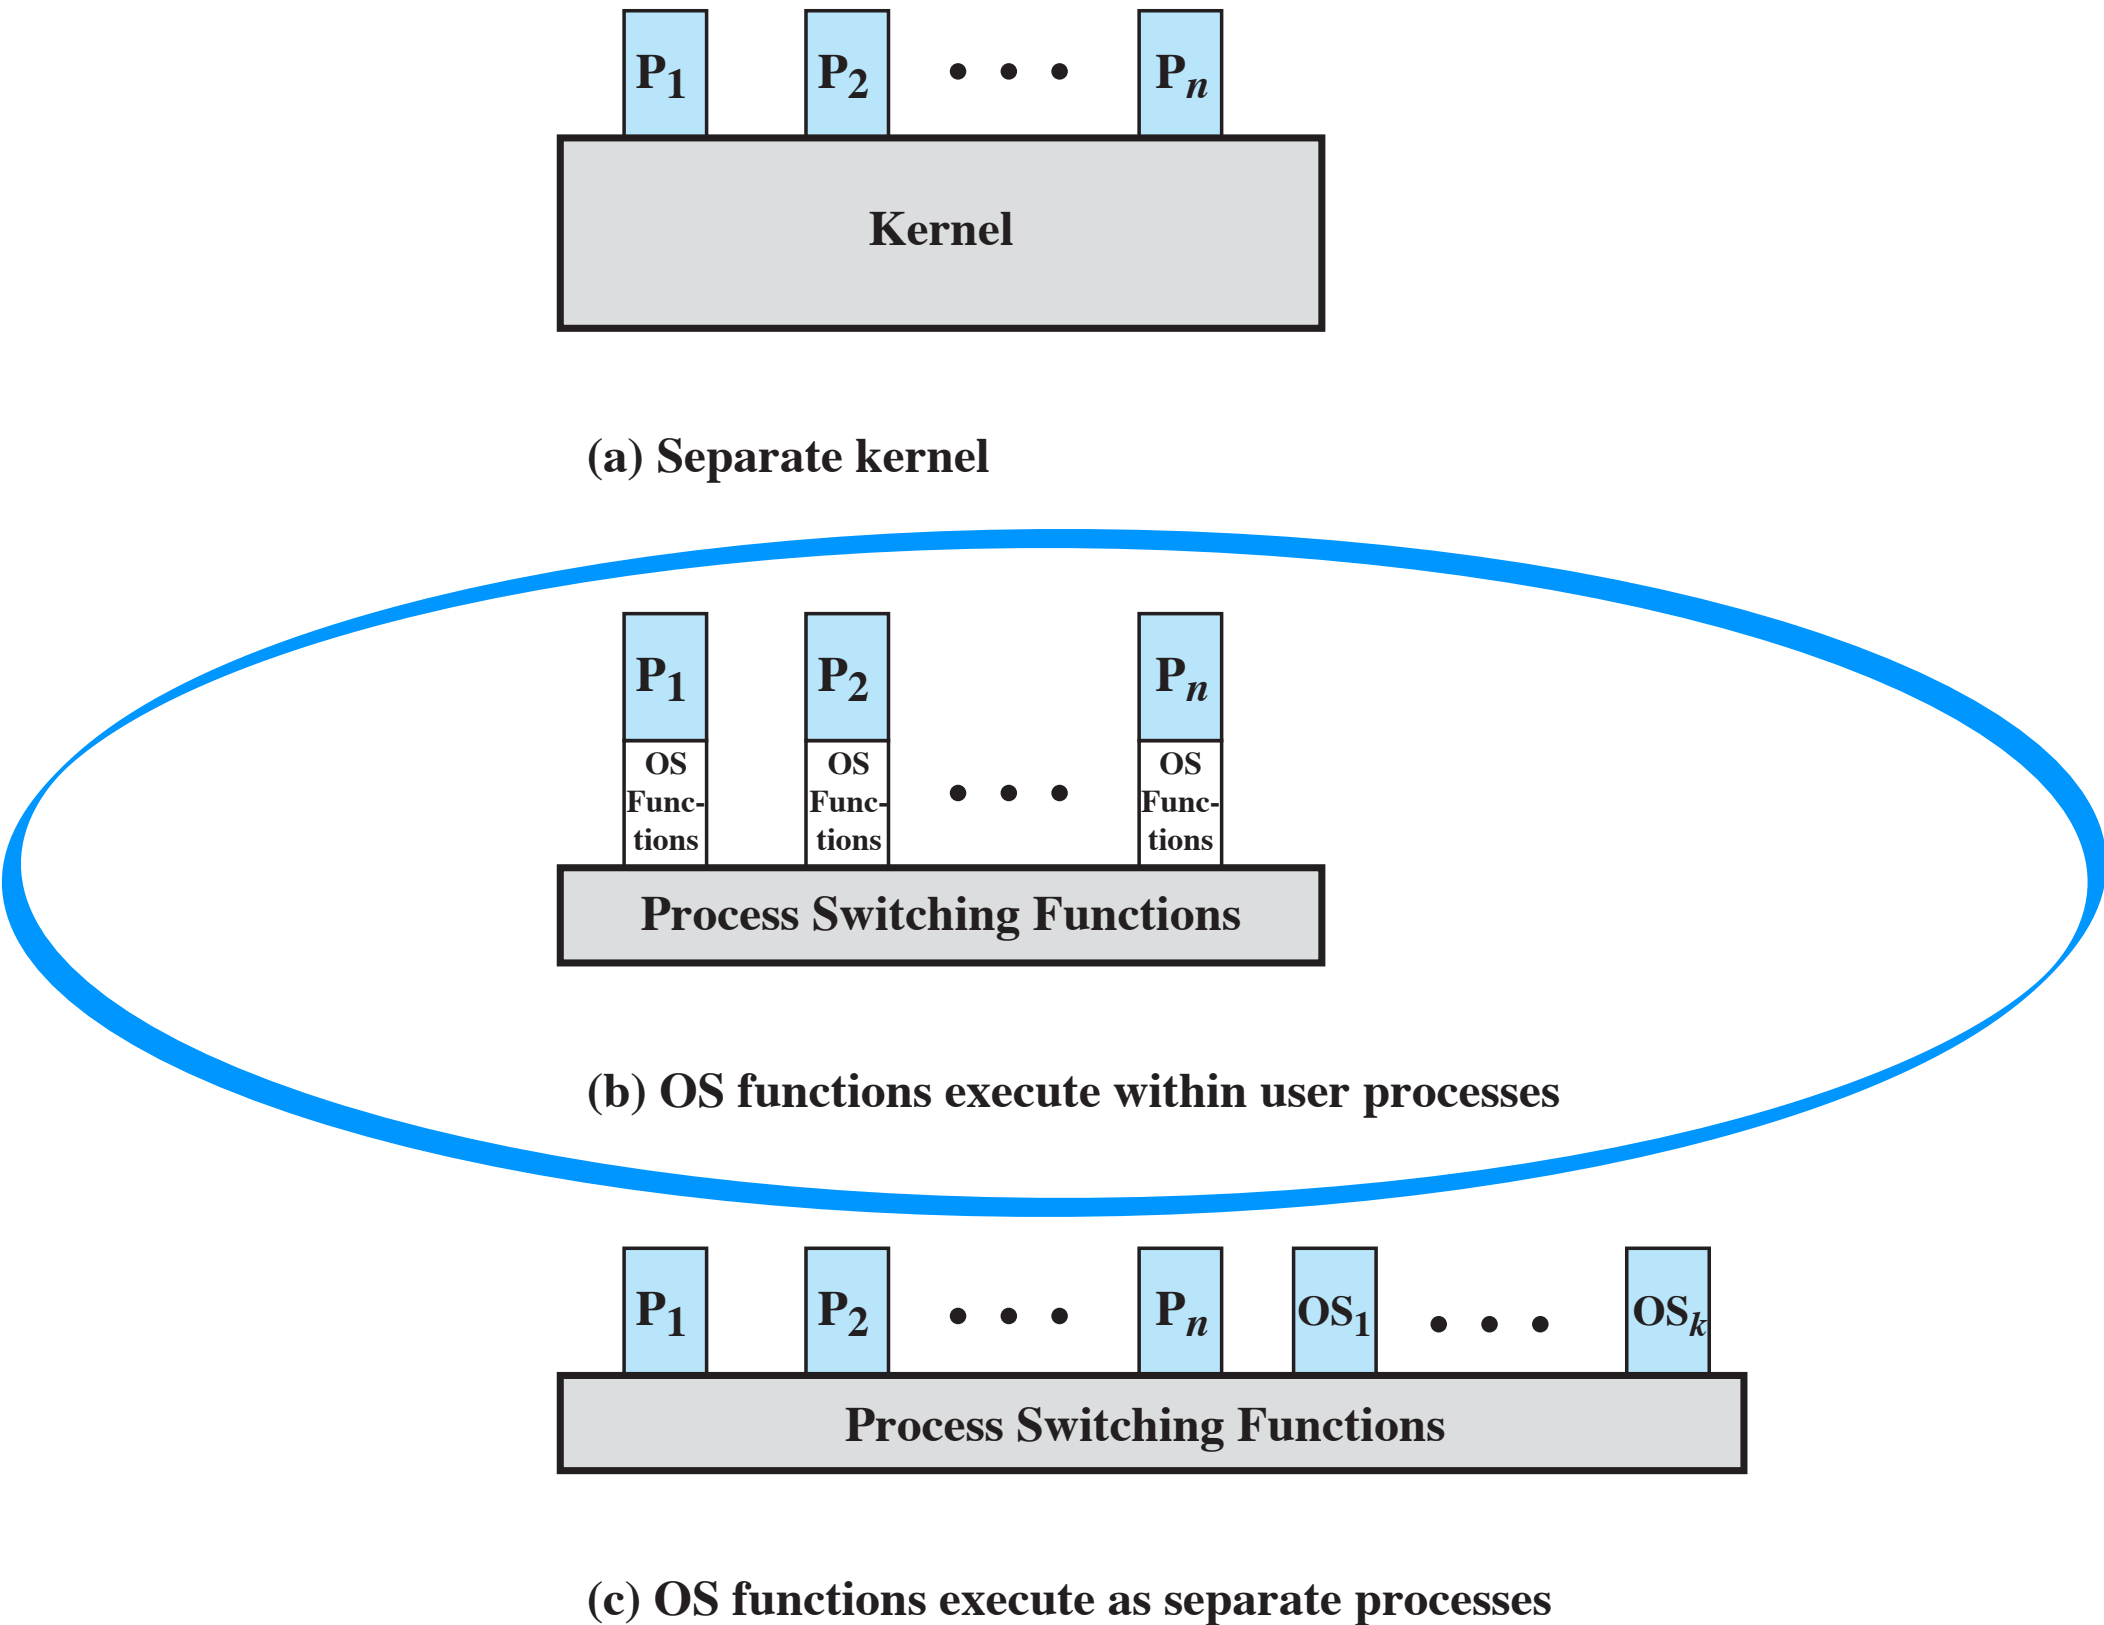 P1 P2 • • • Pn
Kernel
(a) Separate kernel
P1 P2 Pn
OS OS OS
Func- Func- • • • Func-
tions tions tions
Process Switching Functions
(b) OS functions execute within user processes
P1 P2 • • • Pn OS1 • • • OSk
Process Switching Functions
(c) OS functions execute as separate processes